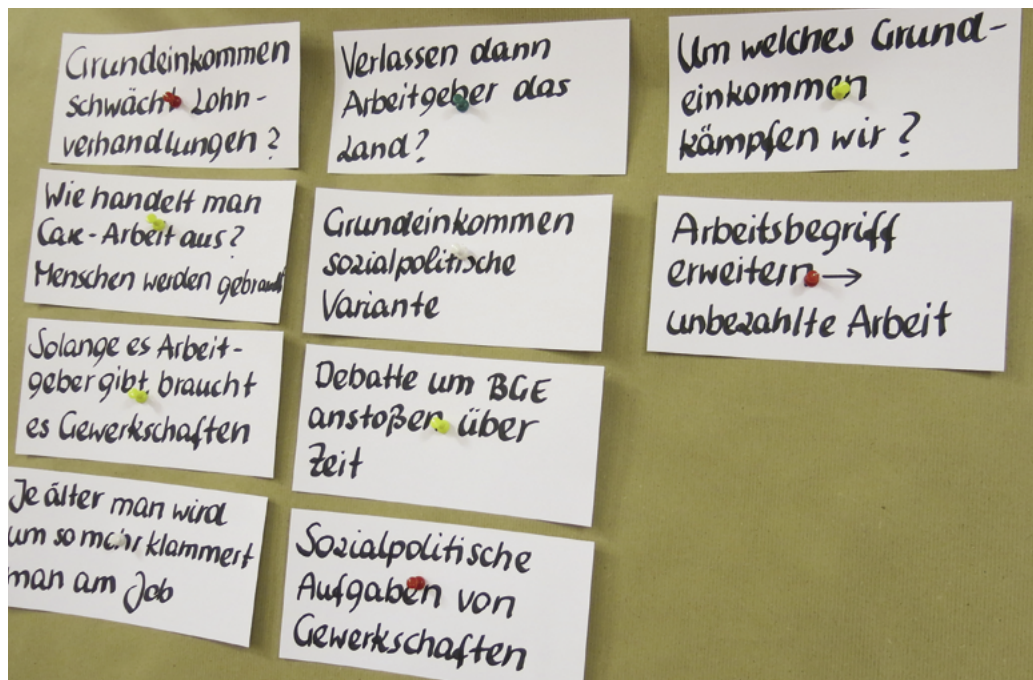 Grundeinkommen
schwächt Lohn-
verhandlungen?
Wie handelt man
Care-Arbeit aus?
Menschen werden gebraucht
Solange es Arbeit-
geber gibt, braucht
es Gewerkschaften
Je älter man wird
um so mehr klammert
man am Job
Verlassen dann
Arbeitgeber das
Land?
Grundeinkommen
sozialpolitische
Variante
Debatte um BGE
anstoßen über
Zeit
Sozialpolitische
Aufgaben von
Gewerkschaften
Um welches Grund-
einkommen
kämpfen wir?
Arbeitsbegriff
erweitern →
unbezahlte Arbeit